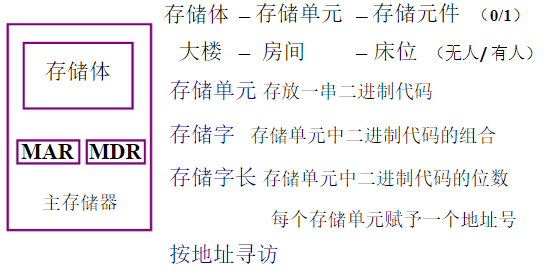 存储体
MAR MDR
主存储器
存储体 – 存储单元 – 存储元件 （0/1）
大楼 – 房间 – 床位 （无人/ 有人）
存储单元 存放一串二进制代码
存储字 存储单元中二进制代码的组合
存储字长 存储单元中二进制代码的位数
每个存储单元赋予一个地址号
按地址寻访